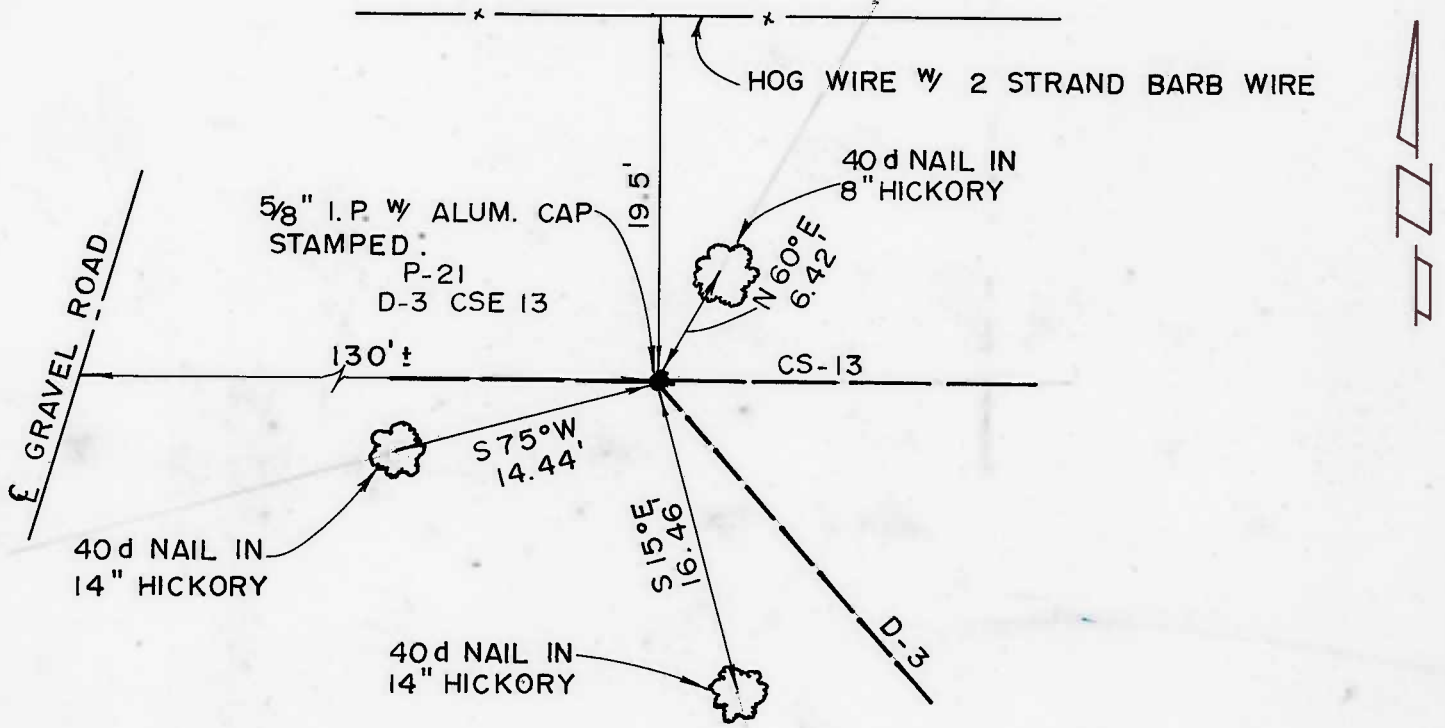 HOG WIRE W/ 2 STRAND BARB WIRE
40d NAIL IN
8" HICKORY
19.5'
5/8" I.P. W/ ALUM. CAP
STAMPED:
P-21
D-3 CSE 13
N 60°E
6.42'
℄ GRAVEL ROAD
130'±
CS-13
S 75°W
14.44'
S 15°E
16.46'
40d NAIL IN
14" HICKORY
40d NAIL IN
14" HICKORY
D-3